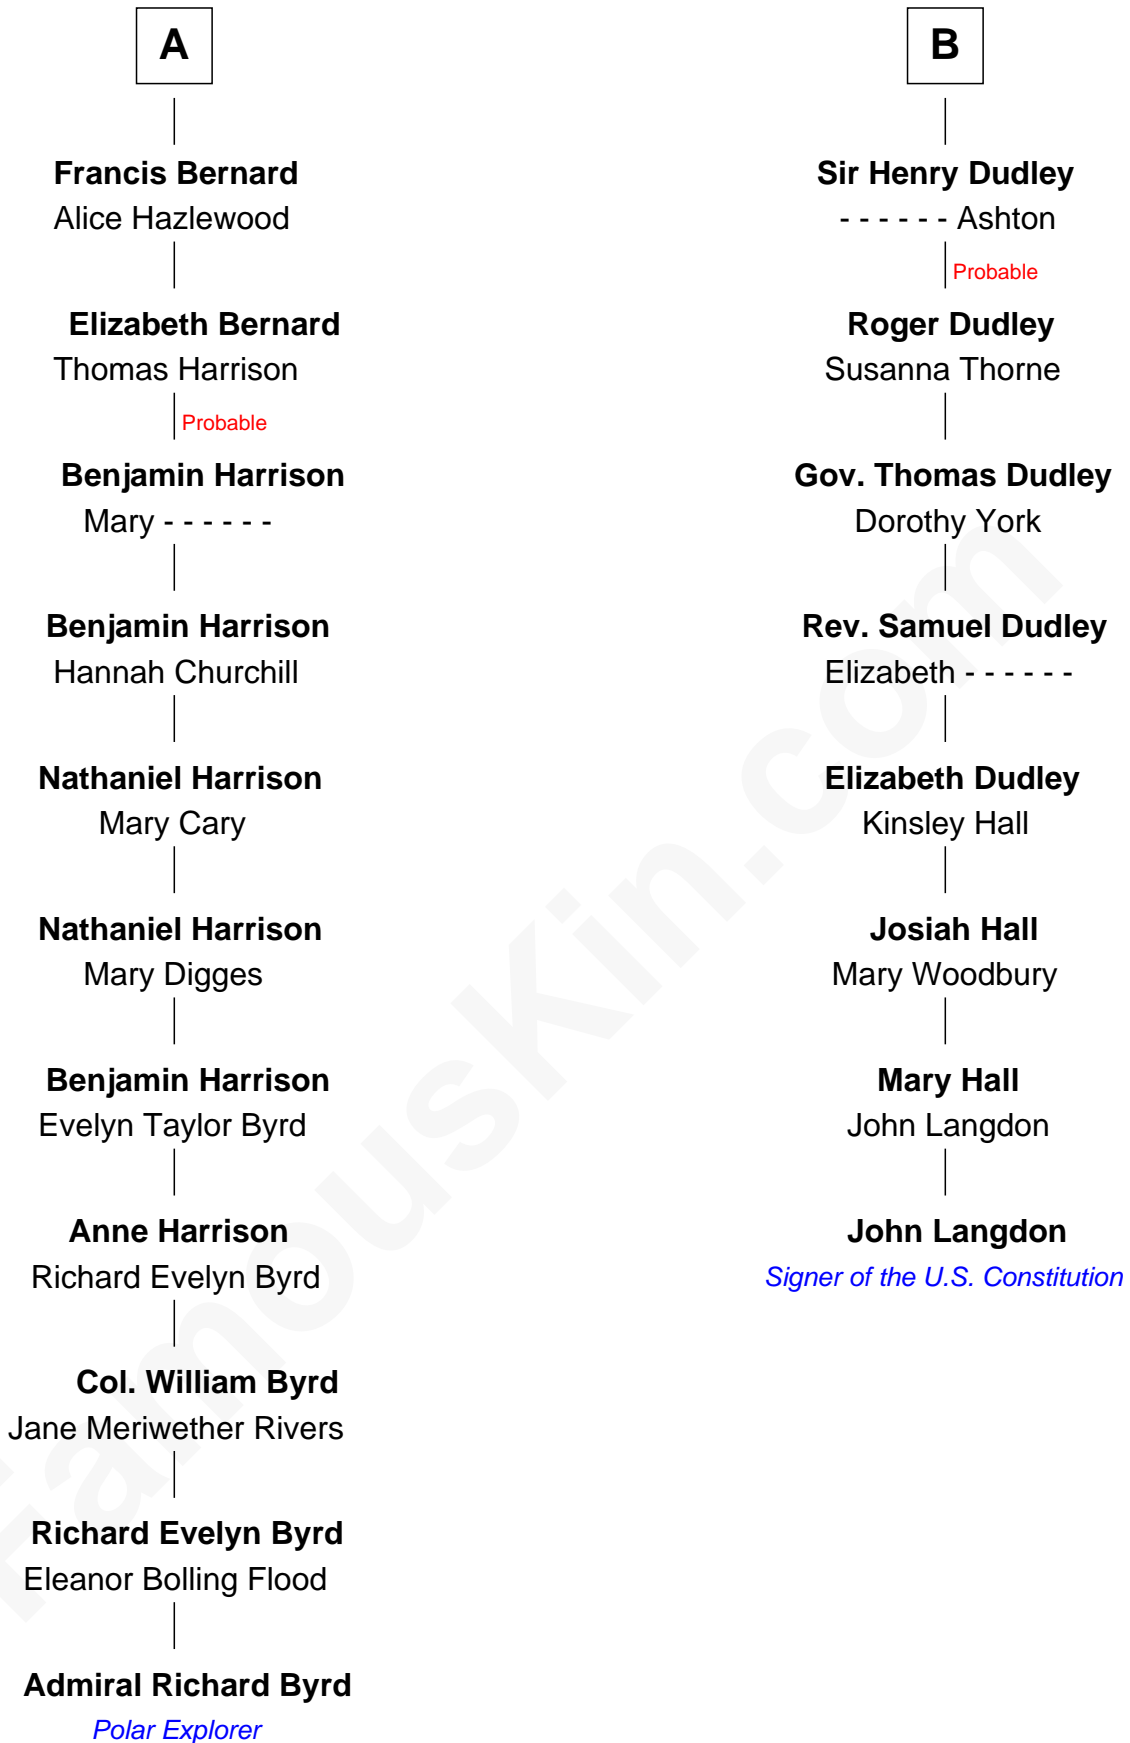 A
Francis Bernard
Alice Hazlewood
Elizabeth Bernard
Thomas Harrison
Probable
Benjamin Harrison
Mary - - - - - -
Benjamin Harrison
Hannah Churchill
Nathaniel Harrison
Mary Cary
Nathaniel Harrison
Mary Digges
Benjamin Harrison
Evelyn Taylor Byrd
Anne Harrison
Richard Evelyn Byrd
Col. William Byrd
Jane Meriwether Rivers
Richard Evelyn Byrd
Eleanor Bolling Flood
Admiral Richard Byrd
Polar Explorer
B
Sir Henry Dudley
- - - - - - Ashton
Probable
Roger Dudley
Susanna Thorne
Gov. Thomas Dudley
Dorothy York
Rev. Samuel Dudley
Elizabeth - - - - - -
Elizabeth Dudley
Kinsley Hall
Josiah Hall
Mary Woodbury
Mary Hall
John Langdon
John Langdon
Signer of the U.S. Constitution
FamousKin.com